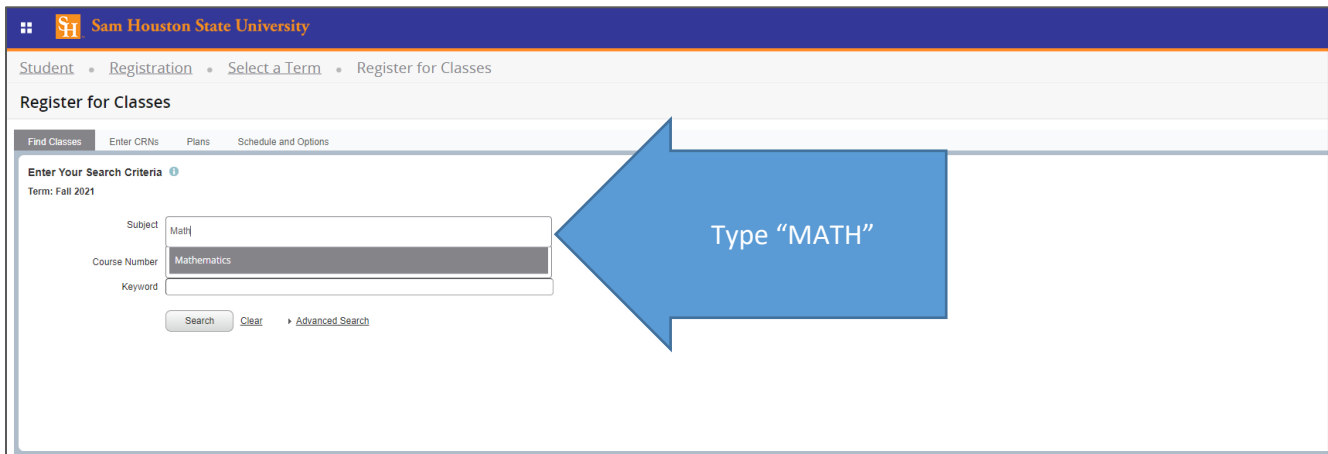 SH Sam Houston State University
Student • Registration • Select a Term • Register for Classes
Register for Classes
Find Classes Enter CRNs Plans Schedule and Options
Enter Your Search Criteria
Term: Fall 2021
Subject Math
Type “MATH”
Course Number Mathematics
Keyword
Search Clear Advanced Search